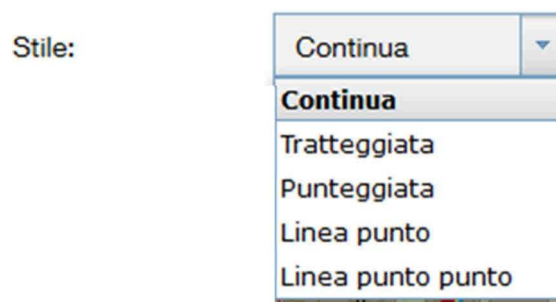 Stile:
Continua
Continua
Tratteggiata
Punteggiata
Linea punto
Linea punto punto